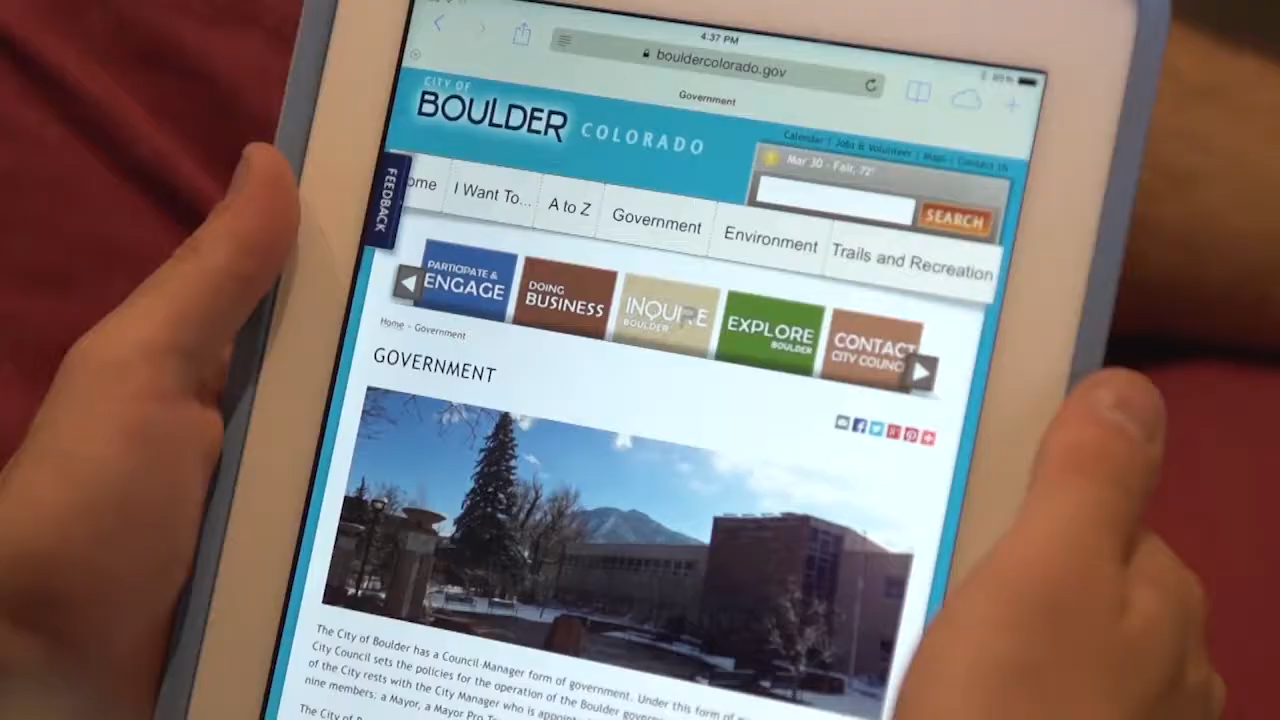 4:37 PM
89%
bouldercolorado.gov
Government
CITY OF
BOULDER COLORADO
Calendar | Jobs & Volunteer | Maps | Contact Us
Mar 30 - Fair, 72°
SEARCH
FEEDBACK
ome
I Want To...
A to Z
Government
Environment
Trails and Recreation
PARTICIPATE &
ENGAGE
DOING
BUSINESS
INQUIRE
BOULDER
EXPLORE
BOULDER
CONTACT
CITY COUNC
Home - Government
GOVERNMENT
The City of Boulder has a Council-Manager form of government. Under this form of
City Council sets the policies for the operation of the Boulder
of the City rests with the City Manager who is
nine members: a Mayor, a Mayor Pro
The City of